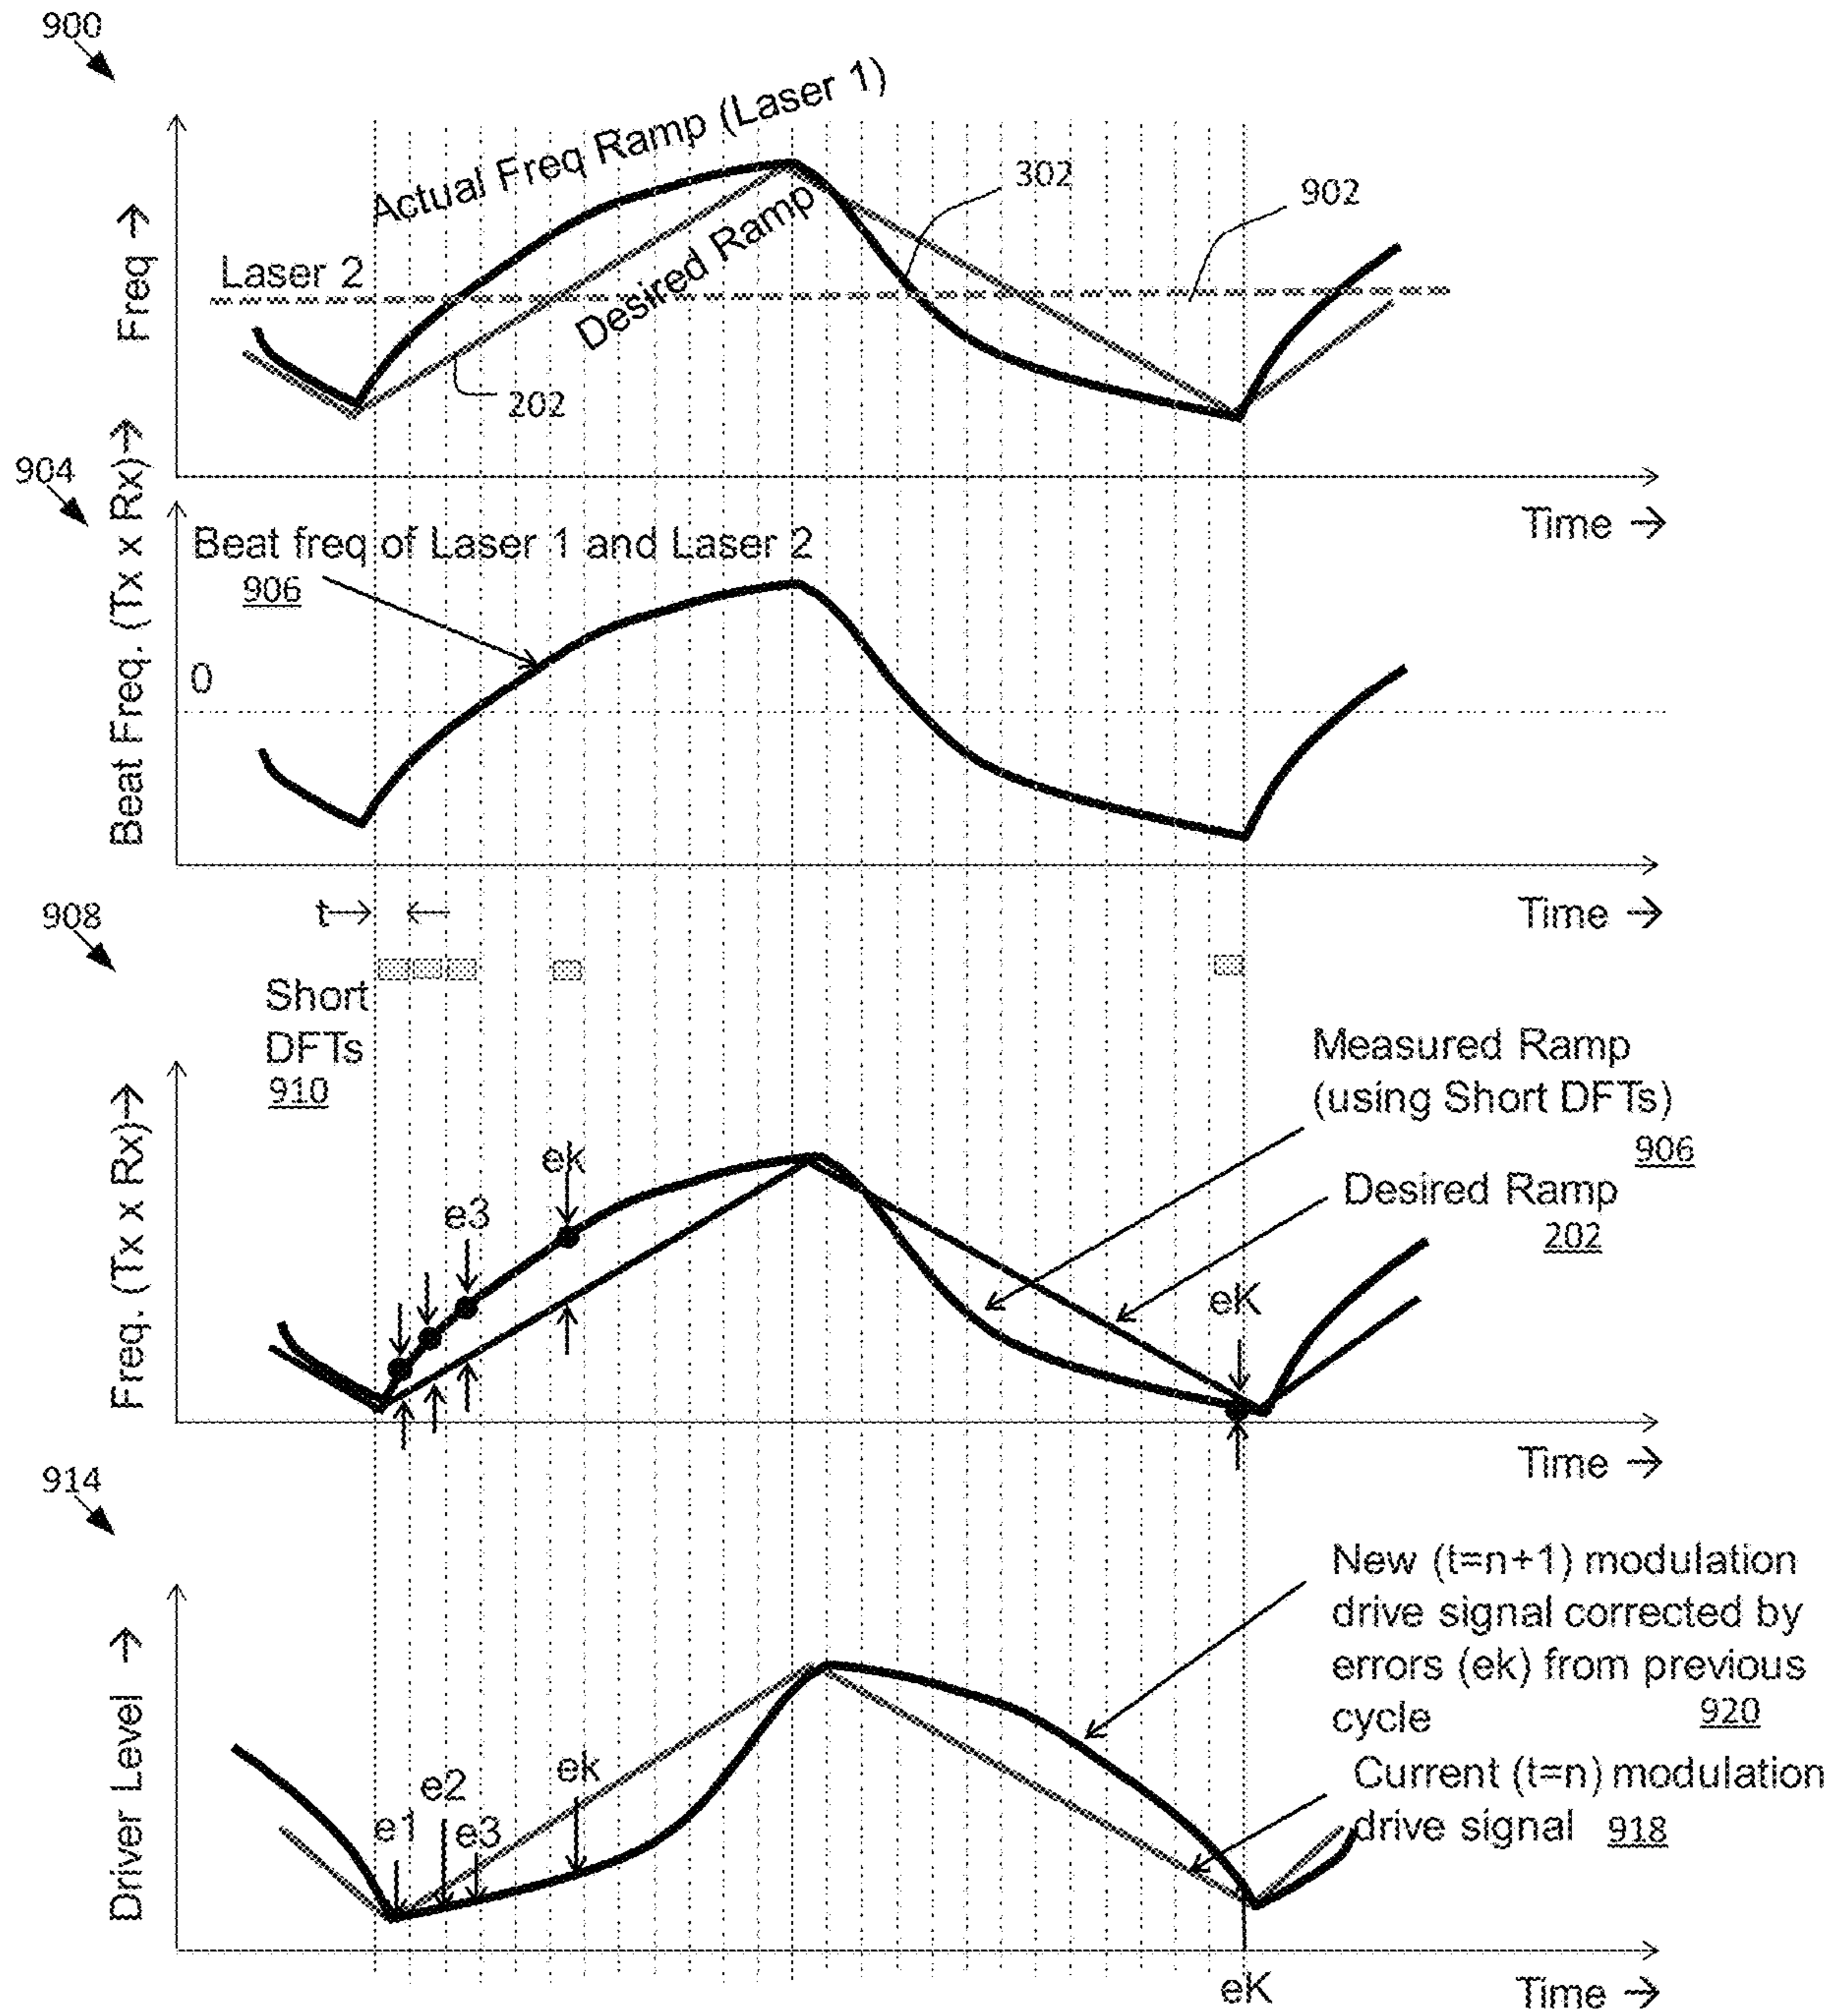 900
Actual Freq Ramp (Laser 1)
302
902
Freq →
Laser 2
Desired Ramp
202
Time →
904
Beat Freq. (Tx x Rx)→
Beat freq of Laser 1 and Laser 2
906
0
Time →
908
t
Short
DFTs
910
Measured Ramp
(using Short DFTs)
906
Desired Ramp
202
Freq. (Tx x Rx)→
ek
e3
eK
Time →
914
New (t=n+1) modulation
drive signal corrected by
errors (ek) from previous
cycle
920
Current (t=n) modulation
drive signal 918
Driver Level →
e1
e2
e3
ek
eK
Time →